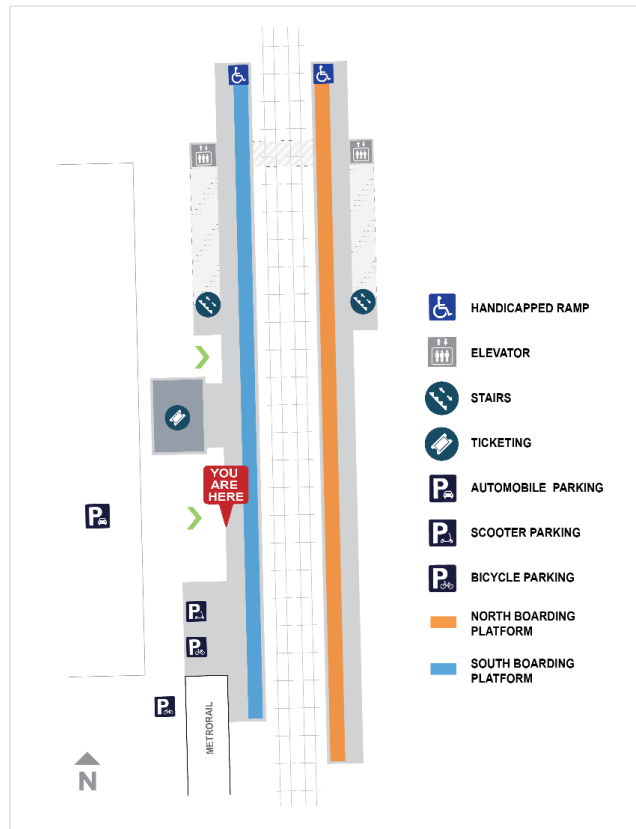 YOU
ARE
HERE
P
P
P
P
METRORAIL
N
HANDICAPPED RAMP
ELEVATOR
STAIRS
TICKETING
P
AUTOMOBILE PARKING
P
SCOOTER PARKING
P
BICYCLE PARKING
NORTH BOARDING
PLATFORM
SOUTH BOARDING
PLATFORM